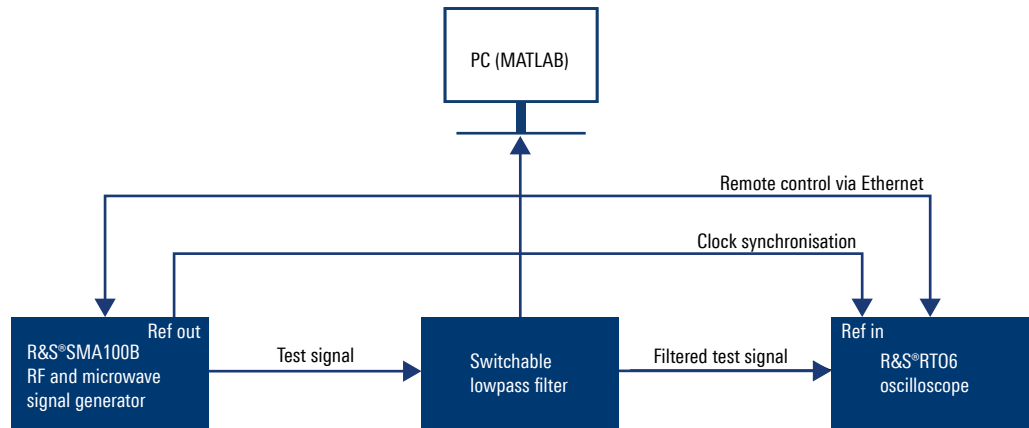 PC (MATLAB)
Remote control via Ethernet
Clock synchronisation
Ref out
R&S®SMA100B
RF and microwave
signal generator
Test signal
Switchable
lowpass filter
Filtered test signal
Ref in
R&S®RTO6
oscilloscope